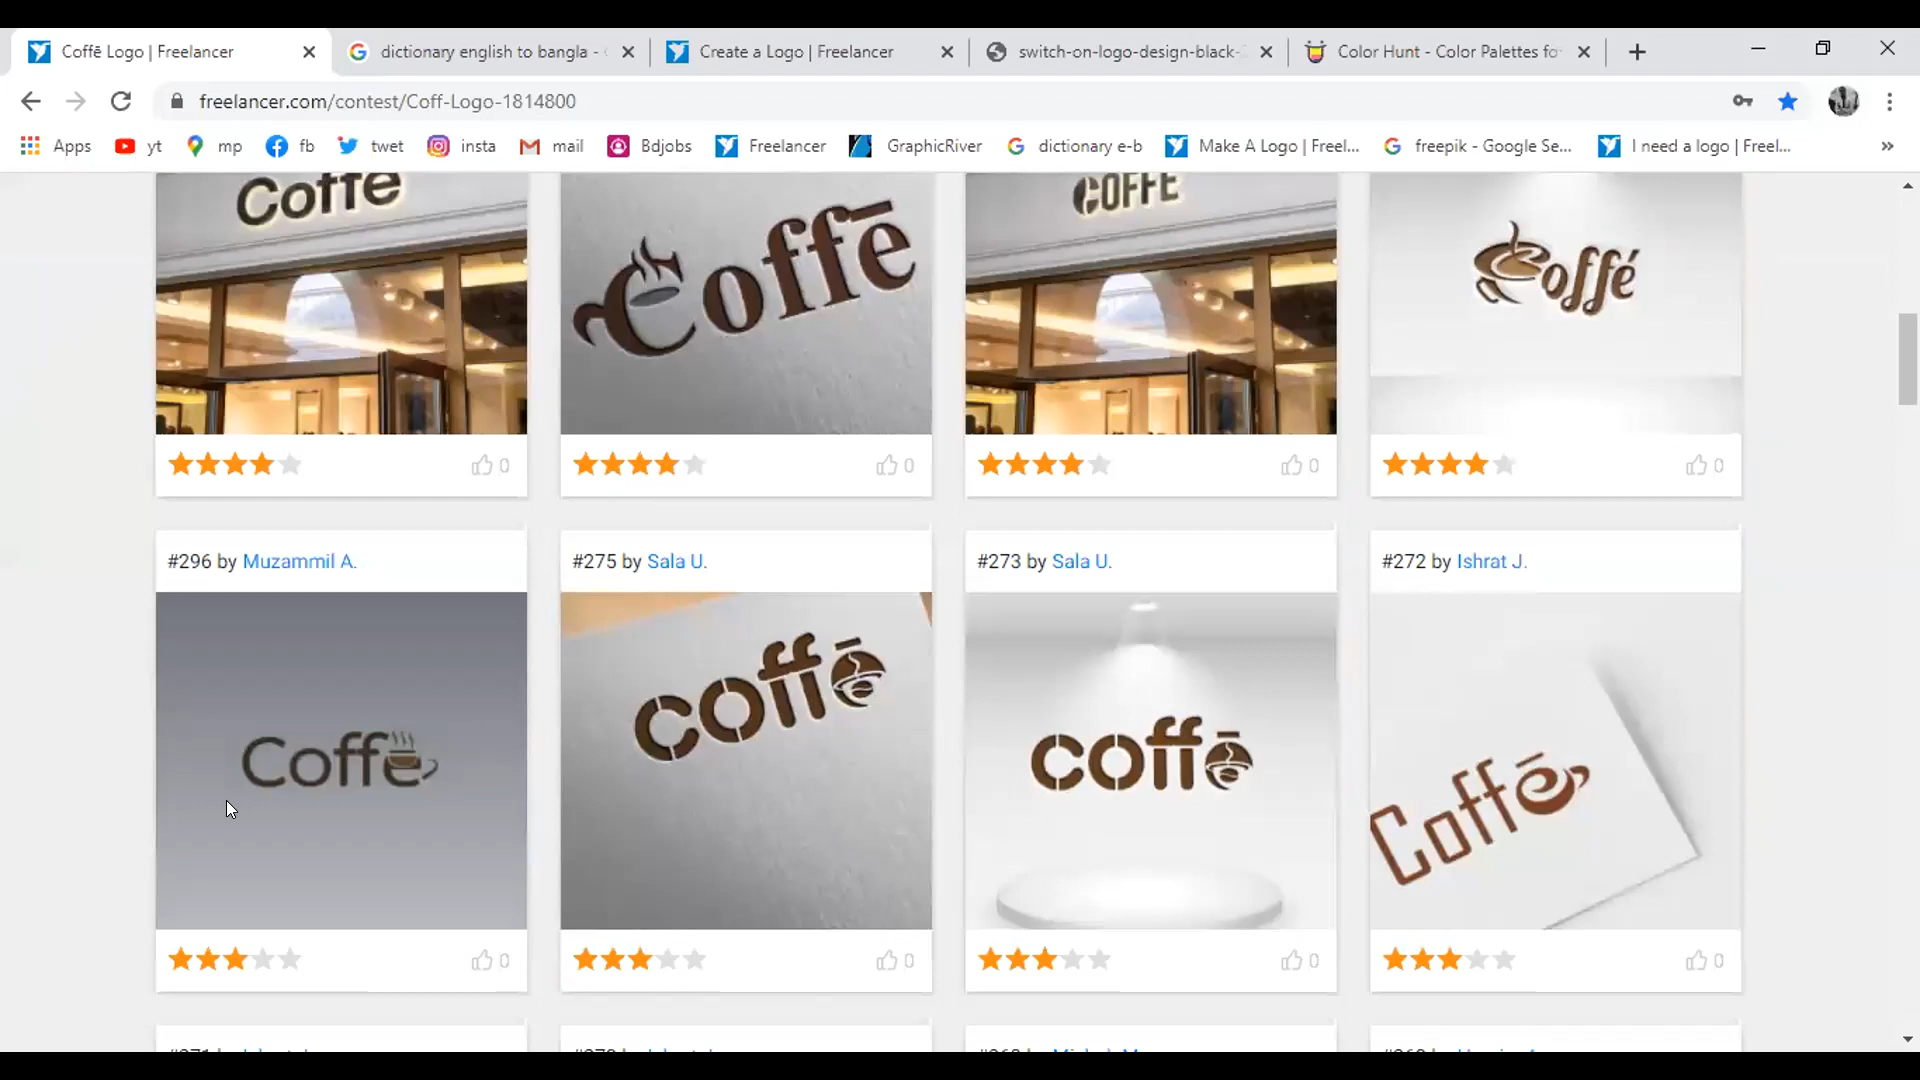 Coffē Logo | Freelancer
dictionary english to bangla -
Create a Logo | Freelancer
switch-on-logo-design-black-
Color Hunt - Color Palettes fo
freelancer.com/contest/Coff-Logo-1814800
Apps
yt
mp
fb
twet
insta
mail
Bdjobs
Freelancer
GraphicRiver
dictionary e-b
Make A Logo | Freel...
freepik - Google Se...
I need a logo | Freel...
»
Coffe
Coffē
COFFE
Coffé
0
0
0
0
#296 by Muzammil A.
#275 by Sala U.
#273 by Sala U.
#272 by Ishrat J.
Coffe
coffē
coffē
Coffē
0
0
0
0